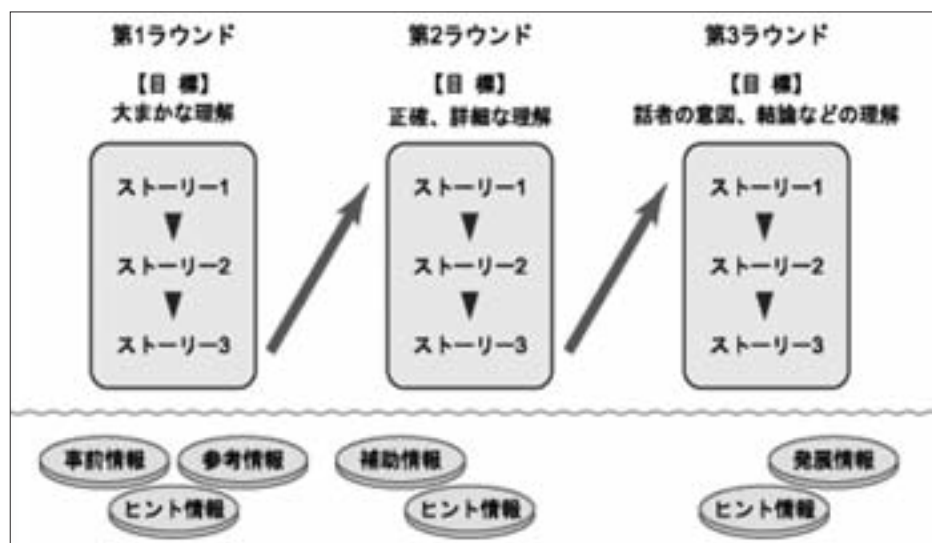 第1ラウンド
【目 標】
大まかな理解
ストーリー1
ストーリー2
ストーリー3
第2ラウンド
【目 標】
正確、詳細な理解
ストーリー1
ストーリー2
ストーリー3
第3ラウンド
【目 標】
話者の意図、結論などの理解
ストーリー1
ストーリー2
ストーリー3
事前情報
参考情報
ヒント情報
補助情報
ヒント情報
発展情報
ヒント情報